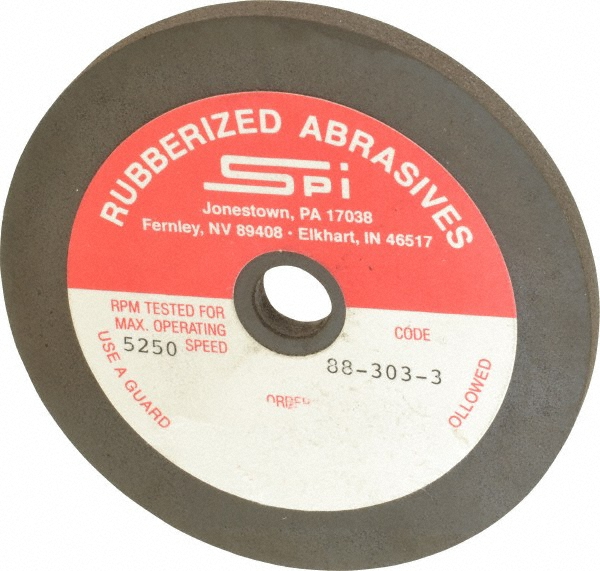 RUBBERIZED ABRASIVES
SPi
Jonestown, PA 17038
Fernley, NV 89408 · Elkhart, IN 46517
RPM TESTED FOR
MAX. OPERATING
5250 SPEED
CODE
88-303-3
USE A GUARD
OLLOWED